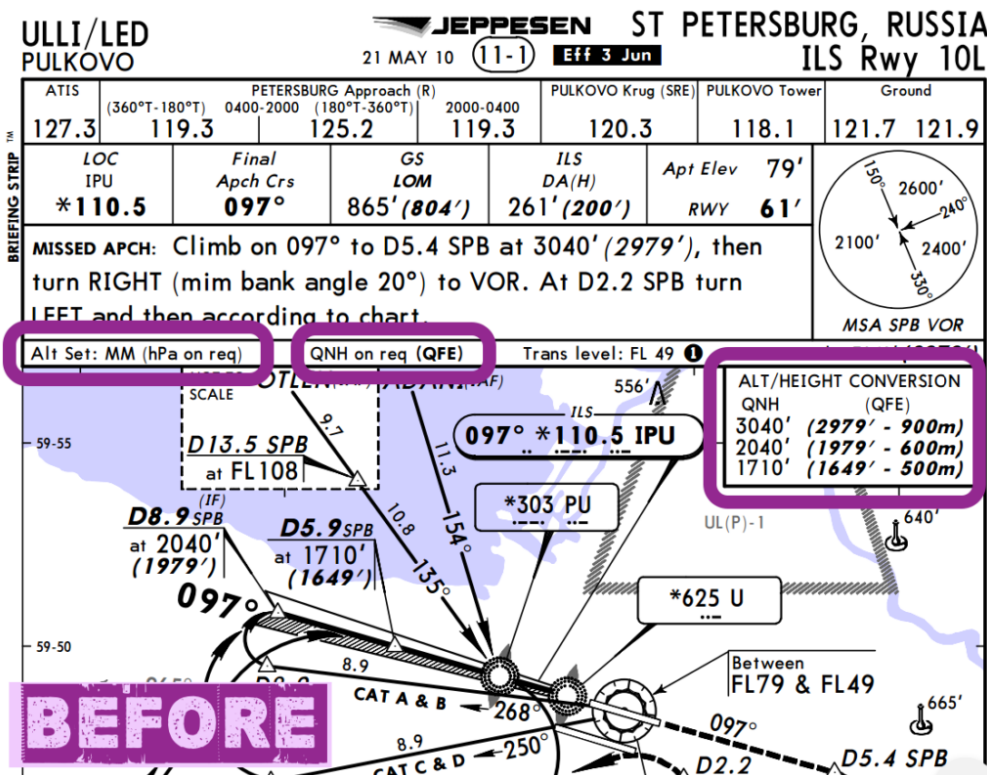 ULLI/LED
PULKOVO
JEPPESEN
21 MAY 10
11-1
Eff 3 Jun
ST PETERSBURG, RUSSIA
ILS Rwy 10L
BRIEFING STRIP TM
ATIS
127.3
PETERSBURG Approach (R)
(360°T-180°T) 0400-2000 (180°T-360°T) 2000-0400
119.3 125.2 119.3
PULKOVO Krug (SRE)
120.3
PULKOVO Tower
118.1
Ground
121.7 121.9
LOC
IPU
*110.5
Final
Apch Crs
097°
GS
LOM
865' (804')
ILS
DA(H)
261' (200')
Apt Elev 79'
RWY 61'
MISSED APCH: Climb on 097° to D5.4 SPB at 3040' (2979'), then
turn RIGHT (mim bank angle 20°) to VOR. At D2.2 SPB turn
LEFT and then according to chart.
150°
2600'
240°
2100'
2400'
330°
MSA SPB VOR
Alt Set: MM (hPa on req)
QNH on req (QFE)
Trans level: FL 49 1
ALT/HEIGHT CONVERSION
QNH (QFE)
3040' (2979' - 900m)
2040' (1979' - 600m)
1710' (1649' - 500m)
SCALE
59-55
9.7
D13.5 SPB
at FL108
556'
ILS
097° *110.5 IPU
11.3
154°
*303 PU
UL(P)-1
640'
(IF)
D8.9 SPB
at 2040'
(1979')
D5.9 SPB
at 1710'
(1649')
10.8
135°
097°
*625 U
59-50
8.9
CAT A & B
268°
Between
FL79 & FL49
665'
097°
BEFORE
8.9
CAT C & D
250°
D2.2
D5.4 SPB